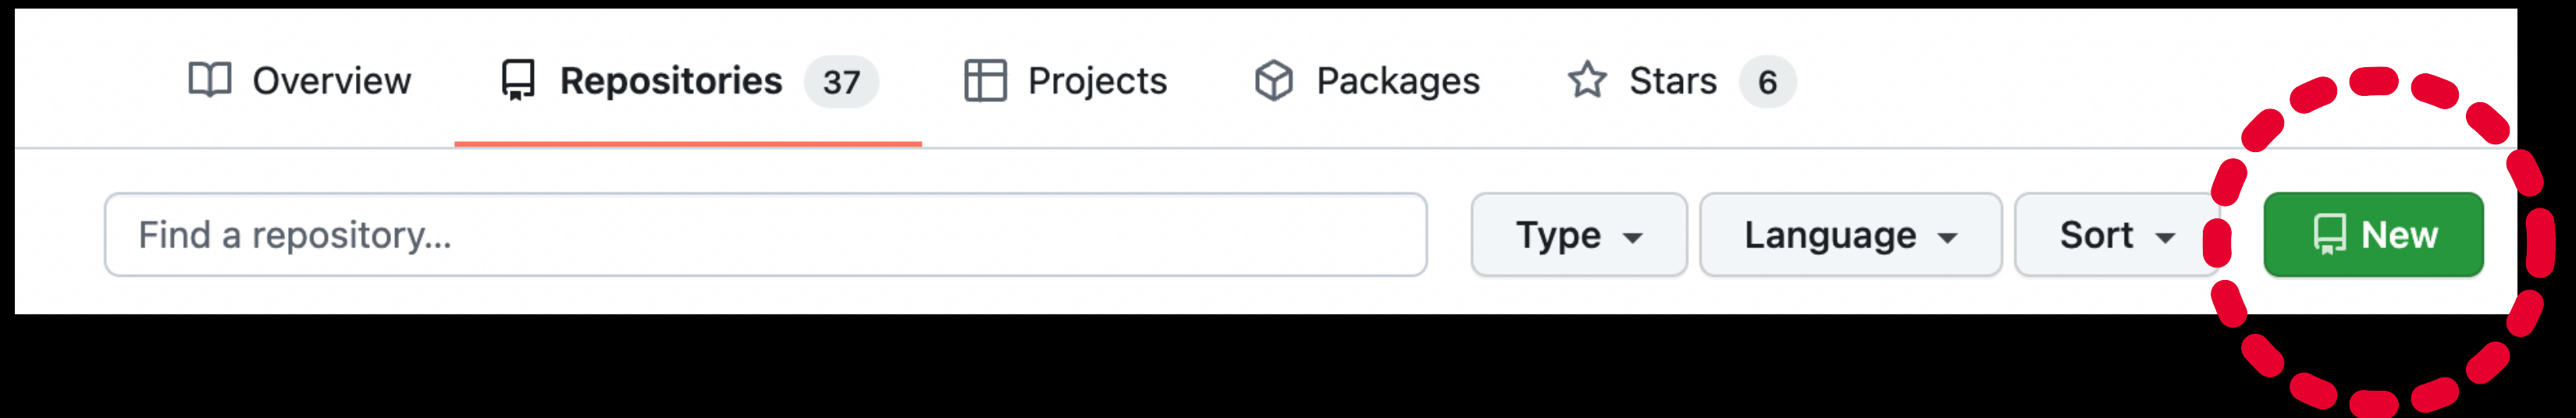 Overview Repositories 37 Projects Packages Stars 6
Find a repository... Type Language Sort New